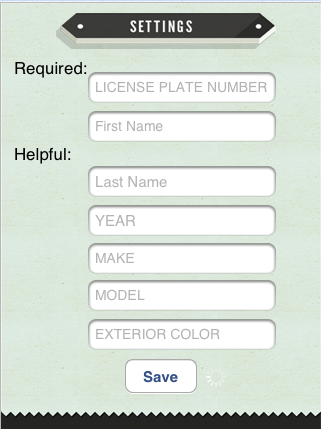 SETTINGS
Required:
LICENSE PLATE NUMBER
First Name
Helpful:
Last Name
YEAR
MAKE
MODEL
EXTERIOR COLOR
Save